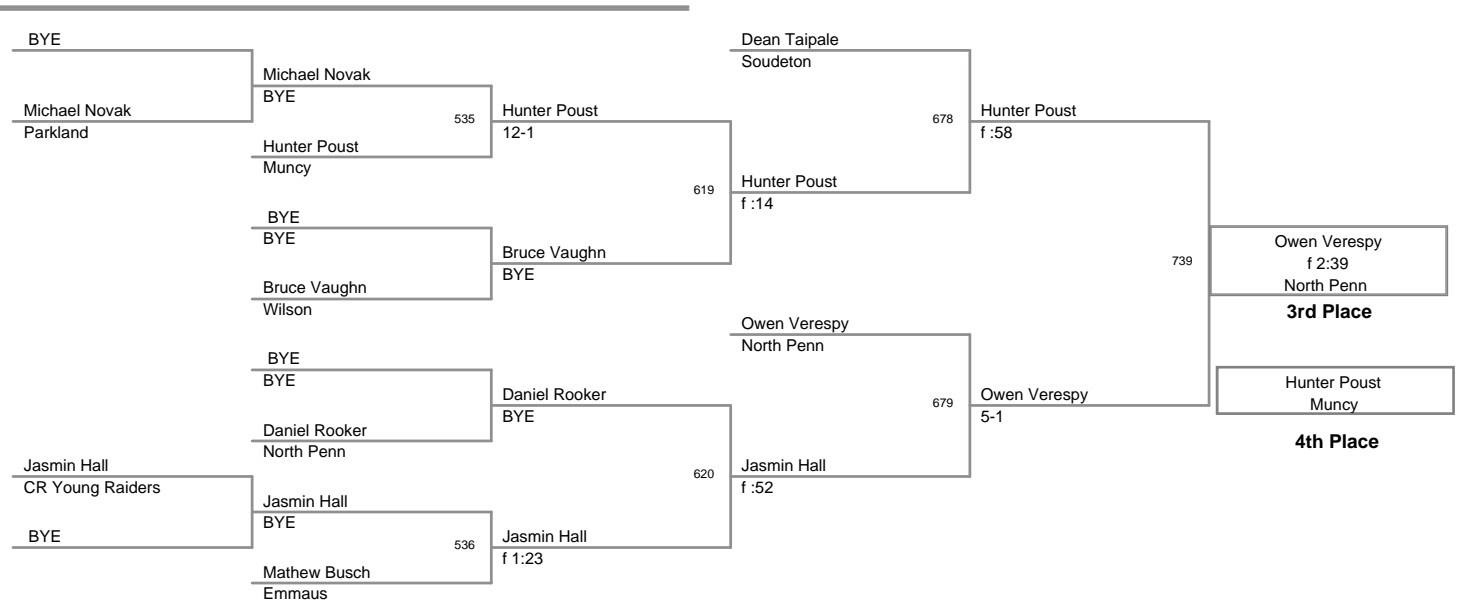 BYE
Michael Novak
Parkland
Michael Novak
BYE
Hunter Poust
Muncy
535
Hunter Poust
12-1
BYE
BYE
Bruce Vaughn
Wilson
Bruce Vaughn
BYE
619
Hunter Poust
f :14
Dean Taipale
Soudeton
678
Hunter Poust
f :58
BYE
BYE
Daniel Rooker
North Penn
Daniel Rooker
BYE
Jasmin Hall
CR Young Raiders
BYE
Jasmin Hall
BYE
Mathew Busch
Emmaus
536
Jasmin Hall
f 1:23
620
Jasmin Hall
f :52
Owen Verespy
North Penn
679
Owen Verespy
5-1
739
Owen Verespy
f 2:39
North Penn
3rd Place
Hunter Poust
Muncy
4th Place